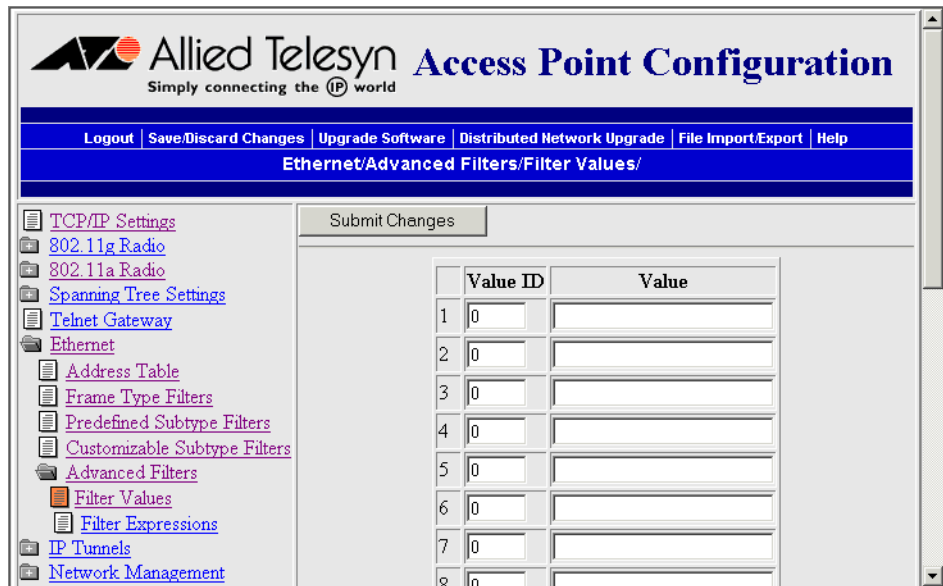 Allied Telesyn
Simply connecting the IP world
Access Point Configuration
Logout | Save/Discard Changes | Upgrade Software | Distributed Network Upgrade | File Import/Export | Help
Ethernet/Advanced Filters/Filter Values/
TCP/IP Settings
802.11g Radio
802.11a Radio
Spanning Tree Settings
Telnet Gateway
Ethernet
Address Table
Frame Type Filters
Predefined Subtype Filters
Customizable Subtype Filters
Advanced Filters
Filter Values
Filter Expressions
IP Tunnels
Network Management
Submit Changes
Value ID Value
1 0
2 0
3 0
4 0
5 0
6 0
7 0
8 0